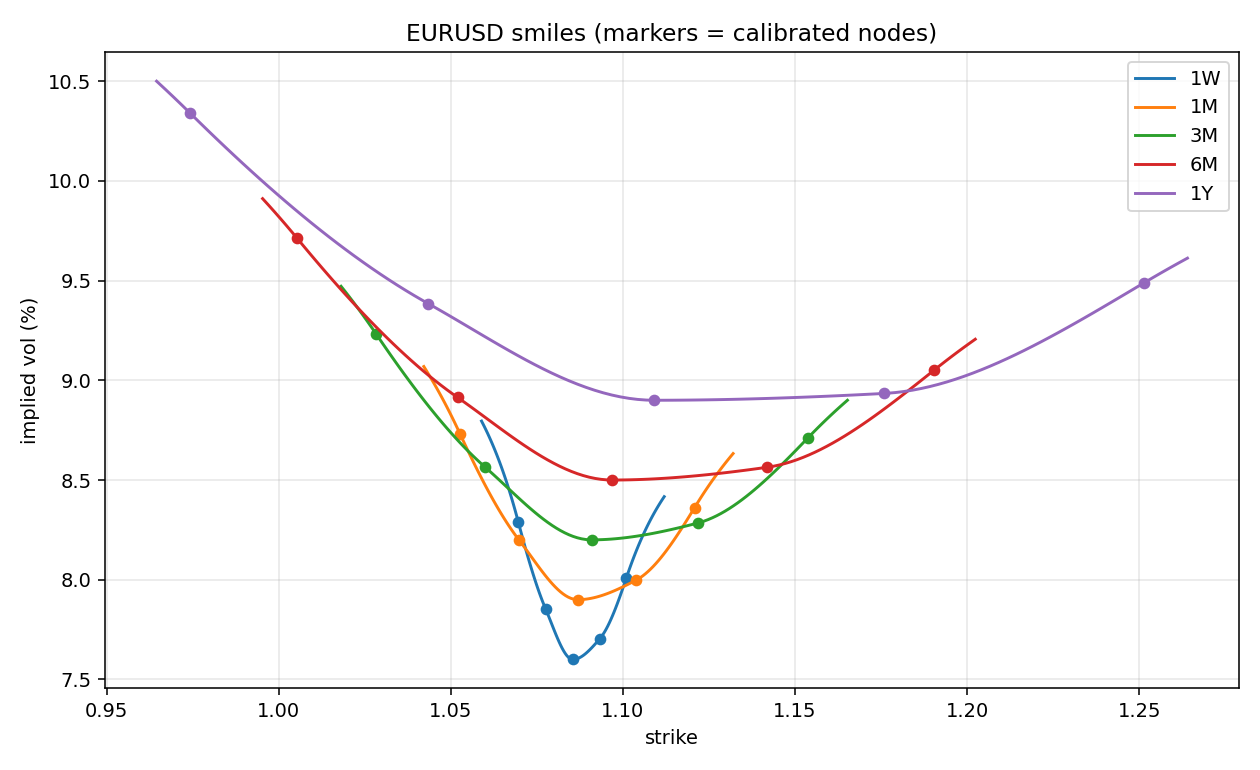 EURUSD smiles (markers = calibrated nodes)
1W
1M
3M
6M
1Y
implied vol (%)
10.5
10.0
9.5
9.0
8.5
8.0
7.5
0.95 1.00 1.05 1.10 1.15 1.20 1.25
strike